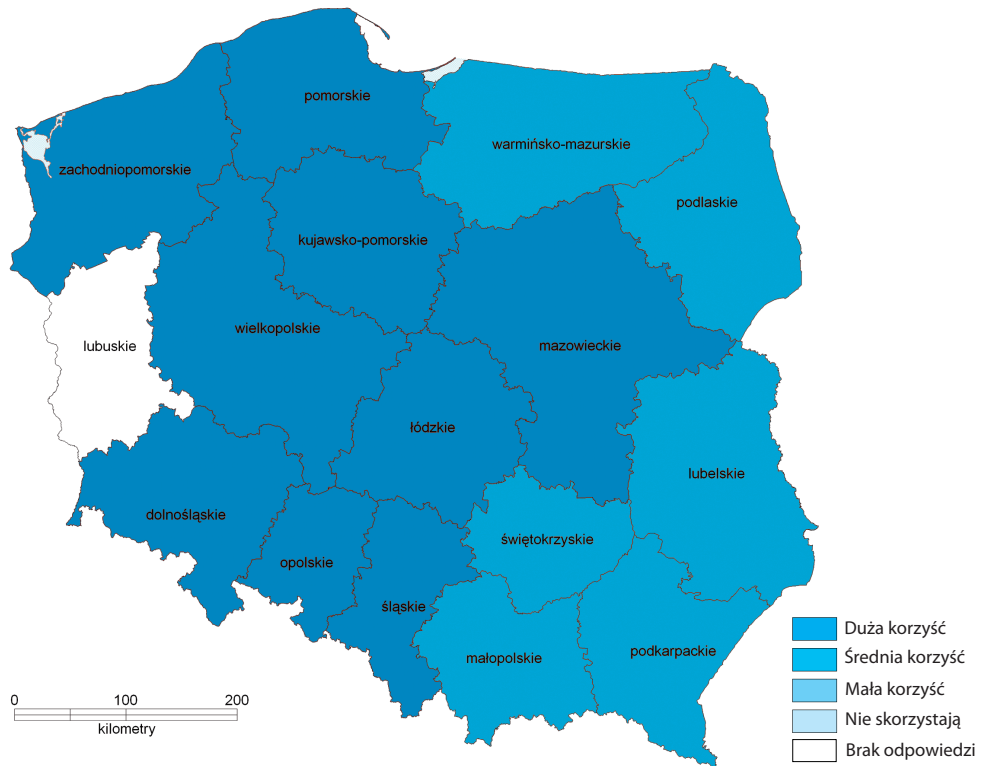 pomorskie
warmińsko-mazurskie
zachodniopomorskie
podlaskie
kujawsko-pomorskie
wielkopolskie
lubuskie
mazowieckie
łódzkie
lubelskie
dolnośląskie
świętokrzyskie
opolskie
śląskie
małopolskie
podkarpackie
Duża korzyść
Średnia korzyść
Mała korzyść
Nie skorzystają
Brak odpowiedzi
0 100 200
kilometry